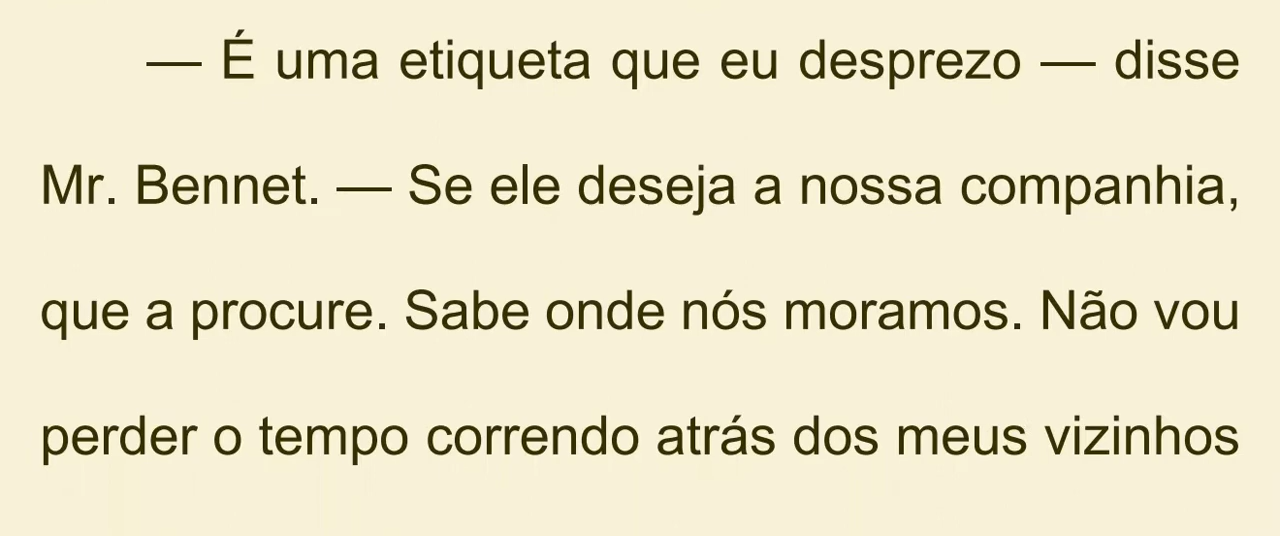 — É uma etiqueta que eu desprezo — disse
Mr. Bennet. — Se ele deseja a nossa companhia,
que a procure. Sabe onde nós moramos. Não vou
perder o tempo correndo atrás dos meus vizinhos